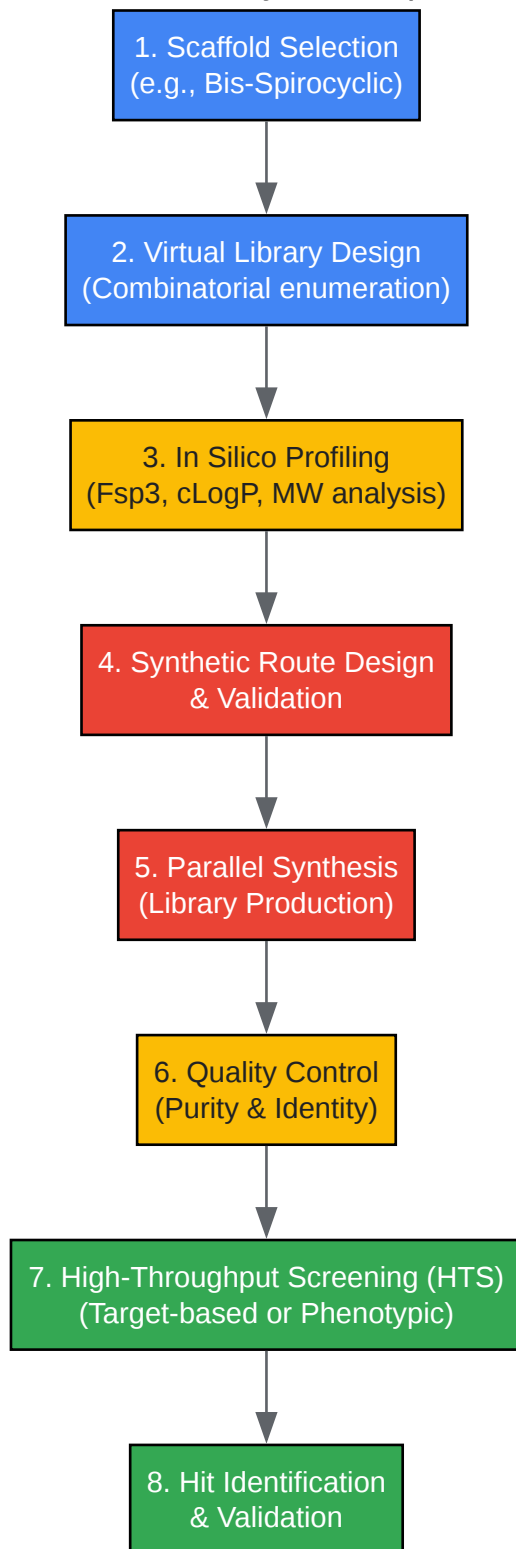 1. Scaffold Selection
(e.g., Bis-Spirocyclic)
2. Virtual Library Design
(Combinatorial enumeration)
3. In Silico Profiling
(Fsp3, cLogP, MW analysis)
4. Synthetic Route Design
& Validation
5. Parallel Synthesis
(Library Production)
6. Quality Control
(Purity & Identity)
7. High-Throughput Screening (HTS)
(Target-based or Phenotypic)
8. Hit Identification
& Validation